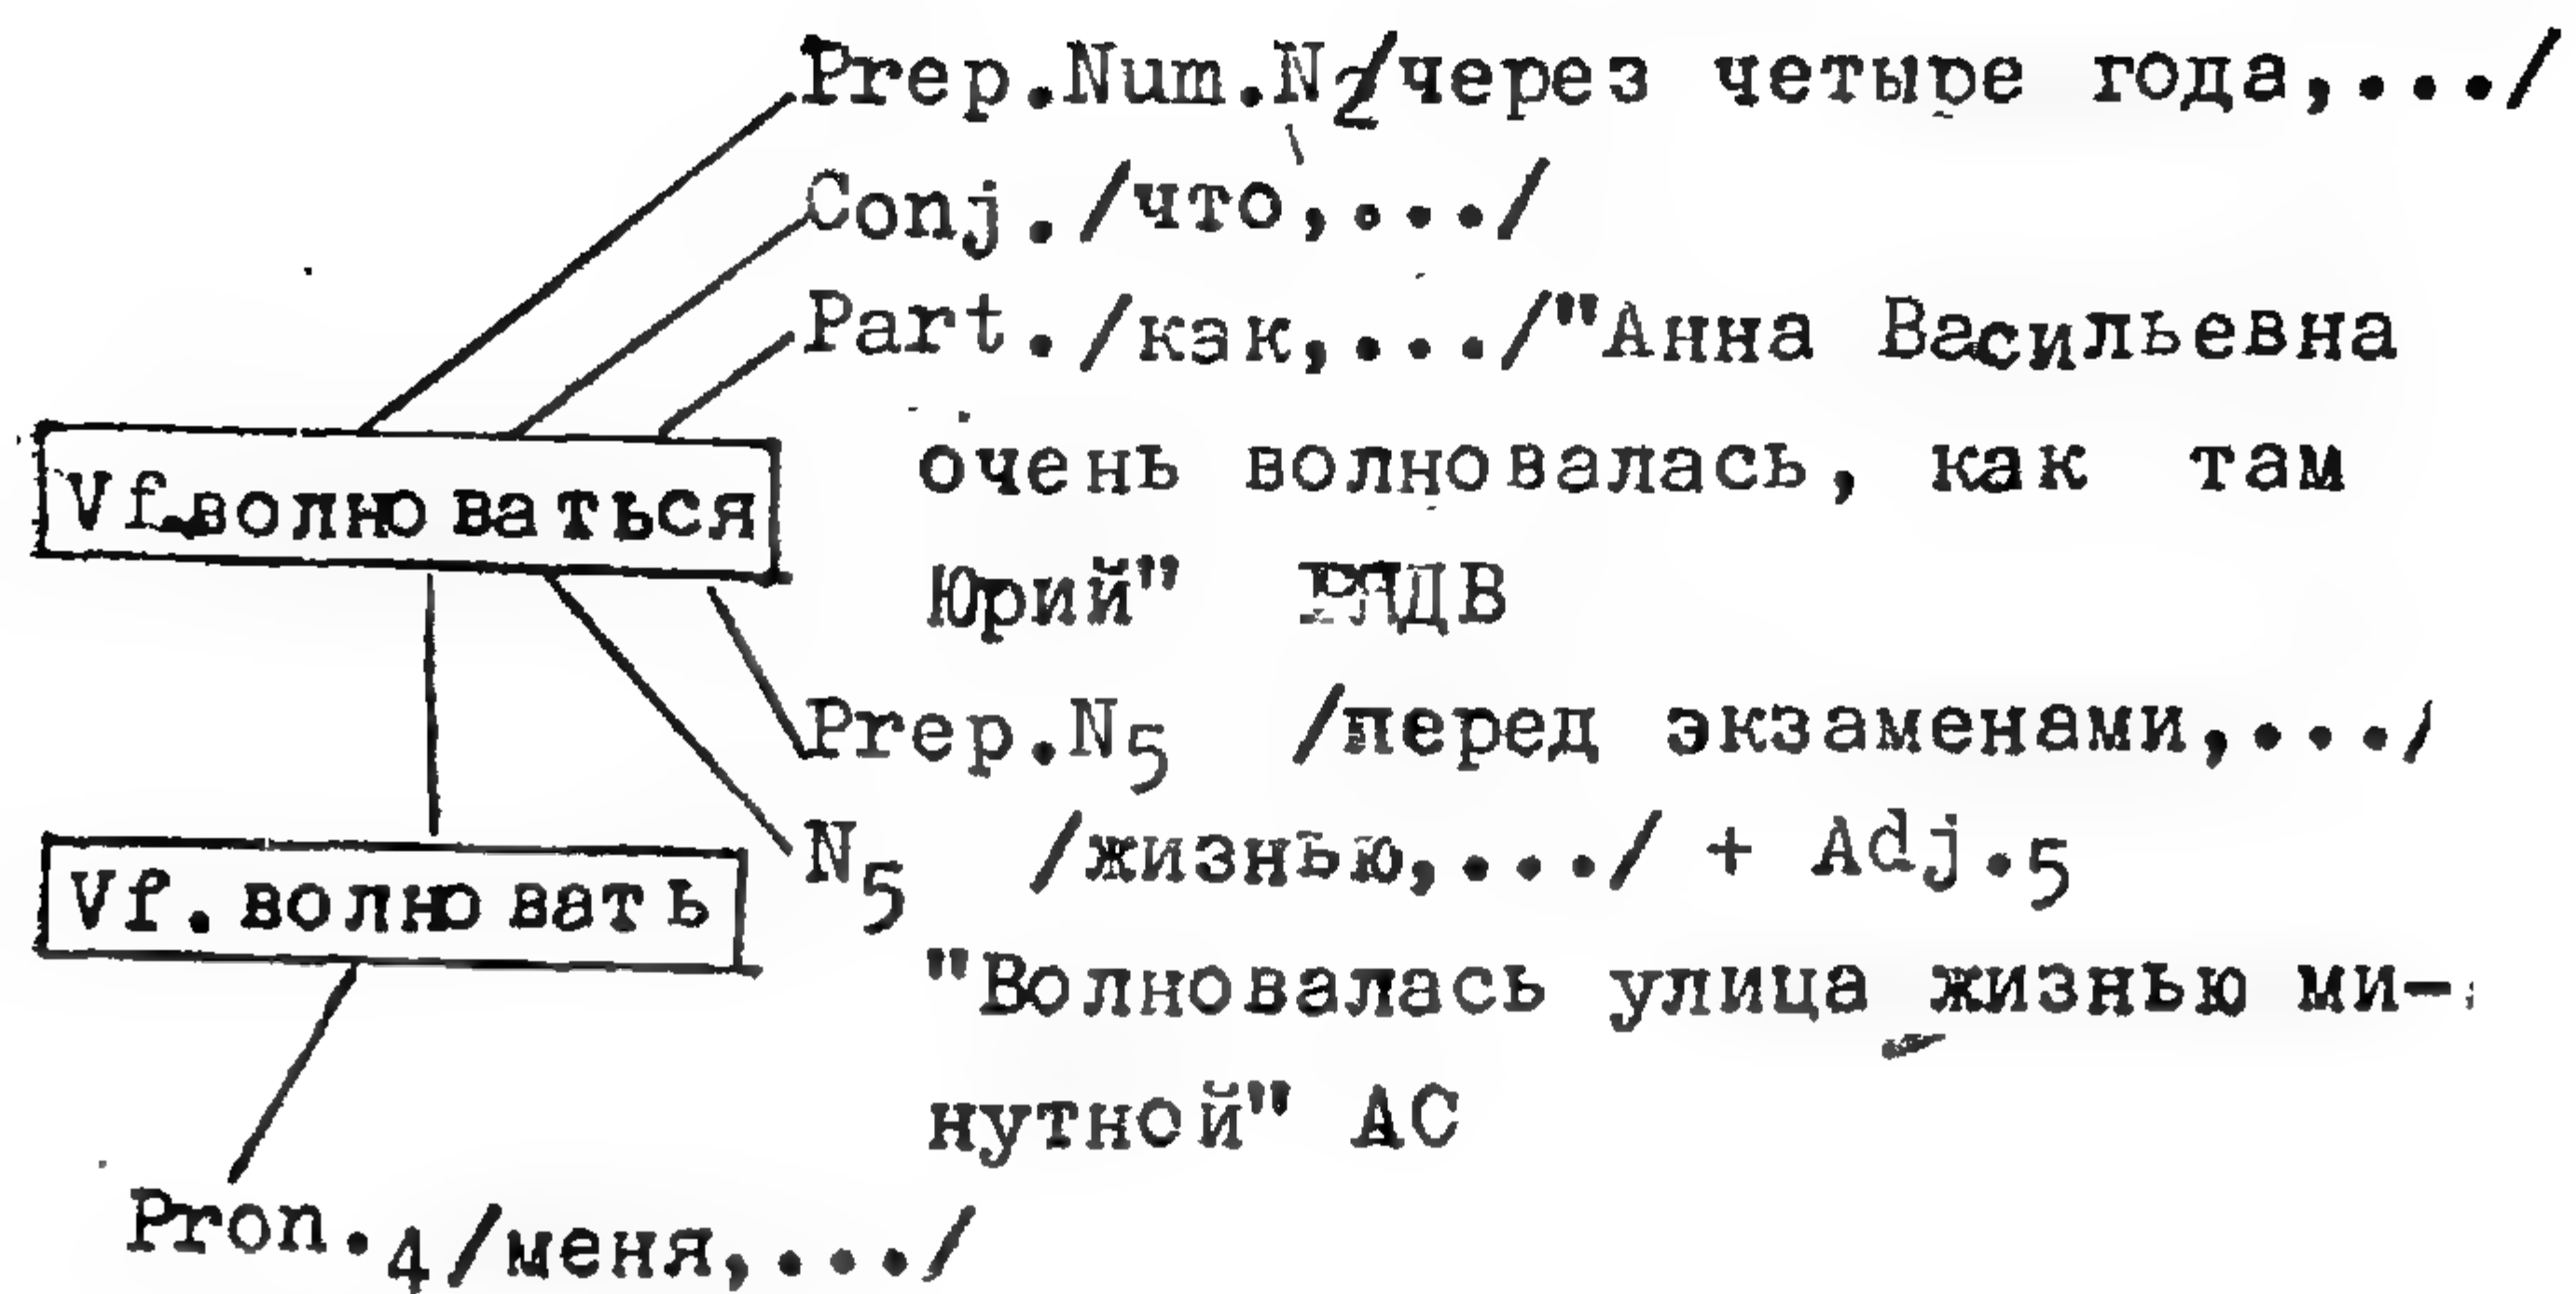 Prep.Num.N2/через четыре года,.../
Conj./что,.../
Part./как,.../"Анна Васильевна
очень волновалась, как там
Vf.волноваться
Юрий" ДВ
Prep.N5 /перед экзаменами,.../
N5 /жизнью,.../ + Adj.5
Vf.волновать
"Волновалась улица жизнью ми-
нутной" АС
Pron.4/меня,.../